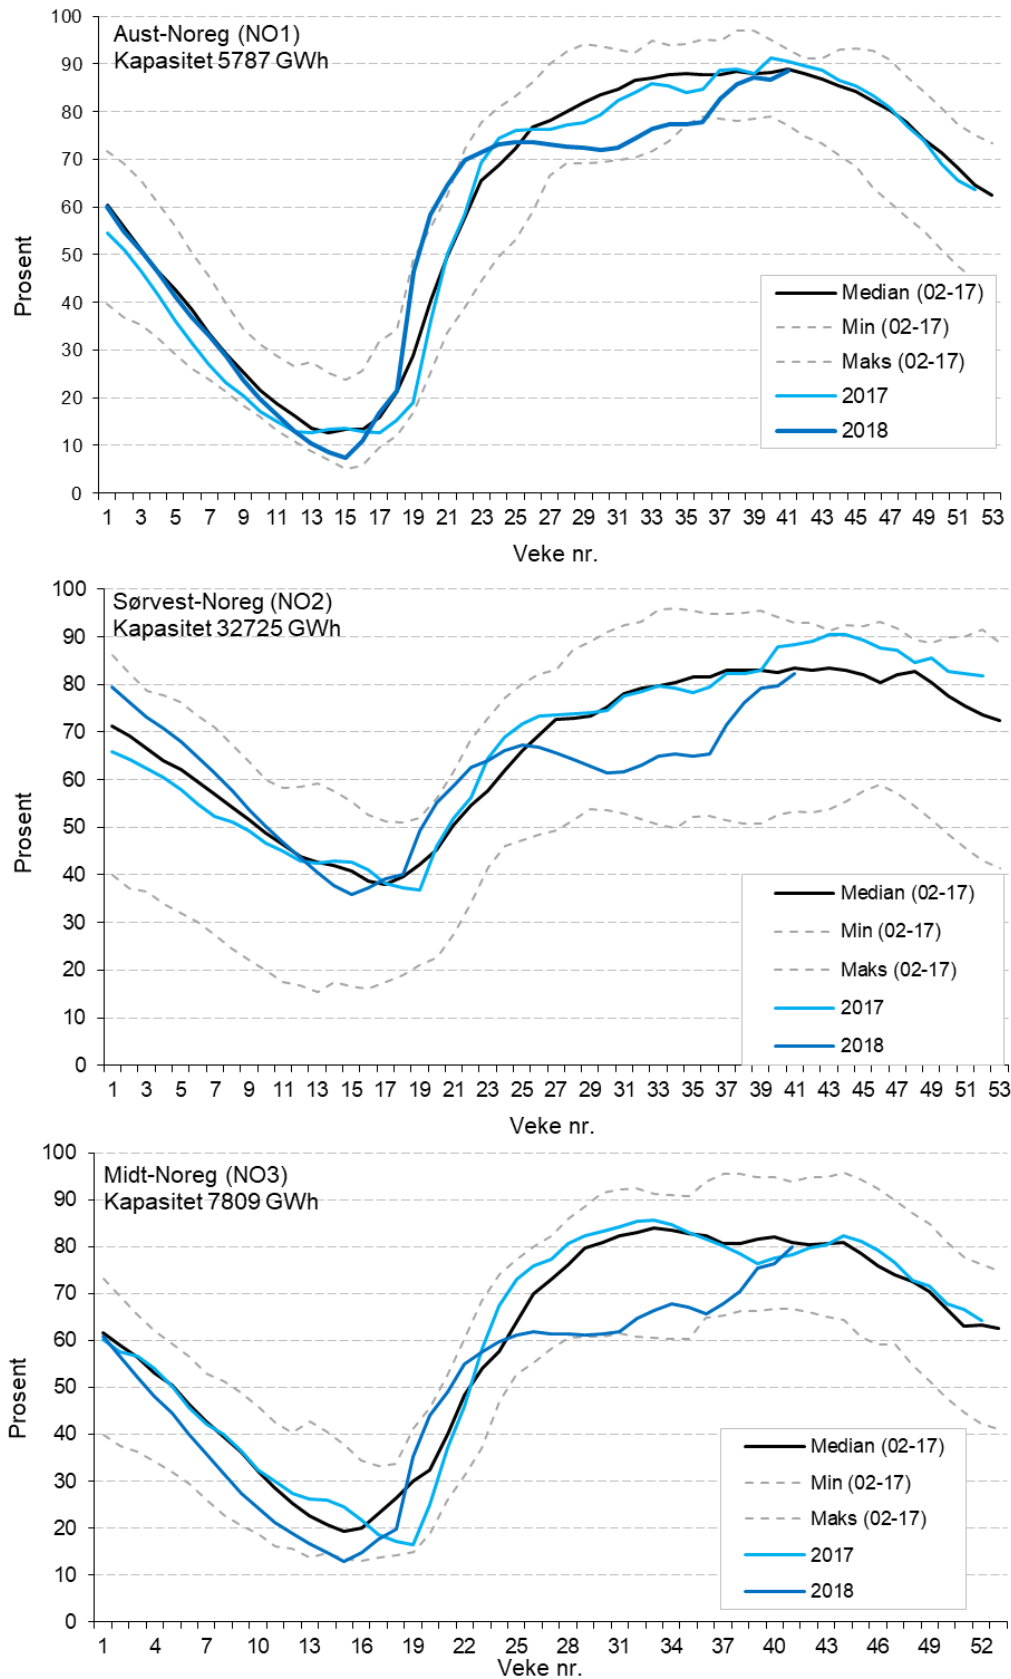 Aust-Noreg (NO1)
Kapasitet 5787 GWh
Prosent
100
90
80
70
60
50
40
30
20
10
0
1 3 5 7 9 11 13 15 17 19 21 23 25 27 29 31 33 35 37 39 41 43 45 47 49 51 53
Veke nr.
Median (02-17)
Min (02-17)
Maks (02-17)
2017
2018
Sørvest-Noreg (NO2)
Kapasitet 32725 GWh
Prosent
100
90
80
70
60
50
40
30
20
10
0
1 3 5 7 9 11 13 15 17 19 21 23 25 27 29 31 33 35 37 39 41 43 45 47 49 51 53
Veke nr.
Median (02-17)
Min (02-17)
Maks (02-17)
2017
2018
Midt-Noreg (NO3)
Kapasitet 7809 GWh
Prosent
100
90
80
70
60
50
40
30
20
10
0
1 4 7 10 13 16 19 22 25 28 31 34 37 40 43 46 49 52
Veke nr.
Median (02-17)
Min (02-17)
Maks (02-17)
2017
2018